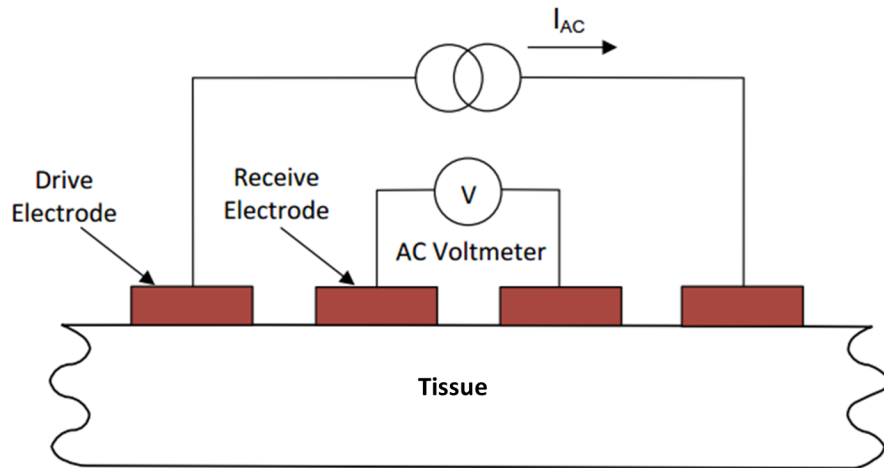 I_AC
Drive
Electrode
Receive
Electrode
V
AC Voltmeter
Tissue